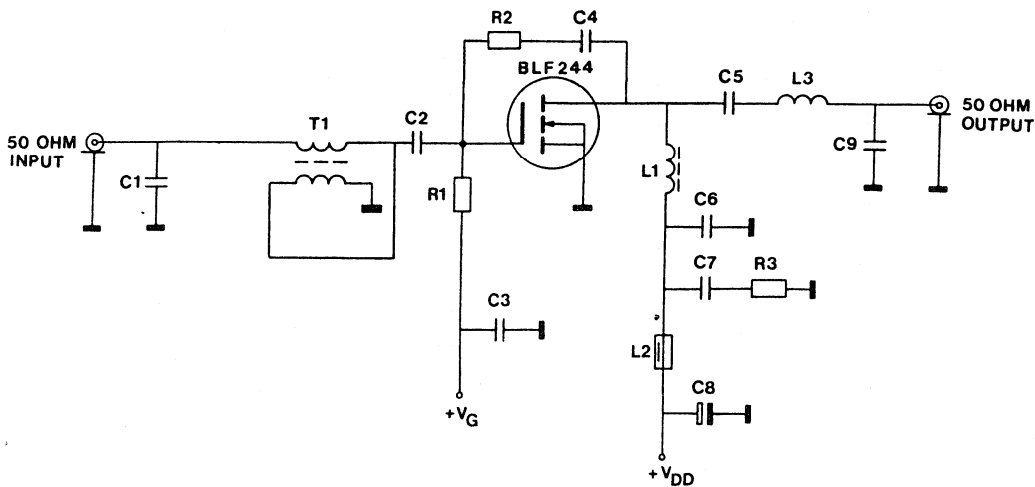 R2
C4
BLF244
C5
L3
50 OHM
INPUT
T1
C2
50 OHM
OUTPUT
C1
R1
L1
C9
C6
C7
R3
C3
L2
C8
+VG
+VDD